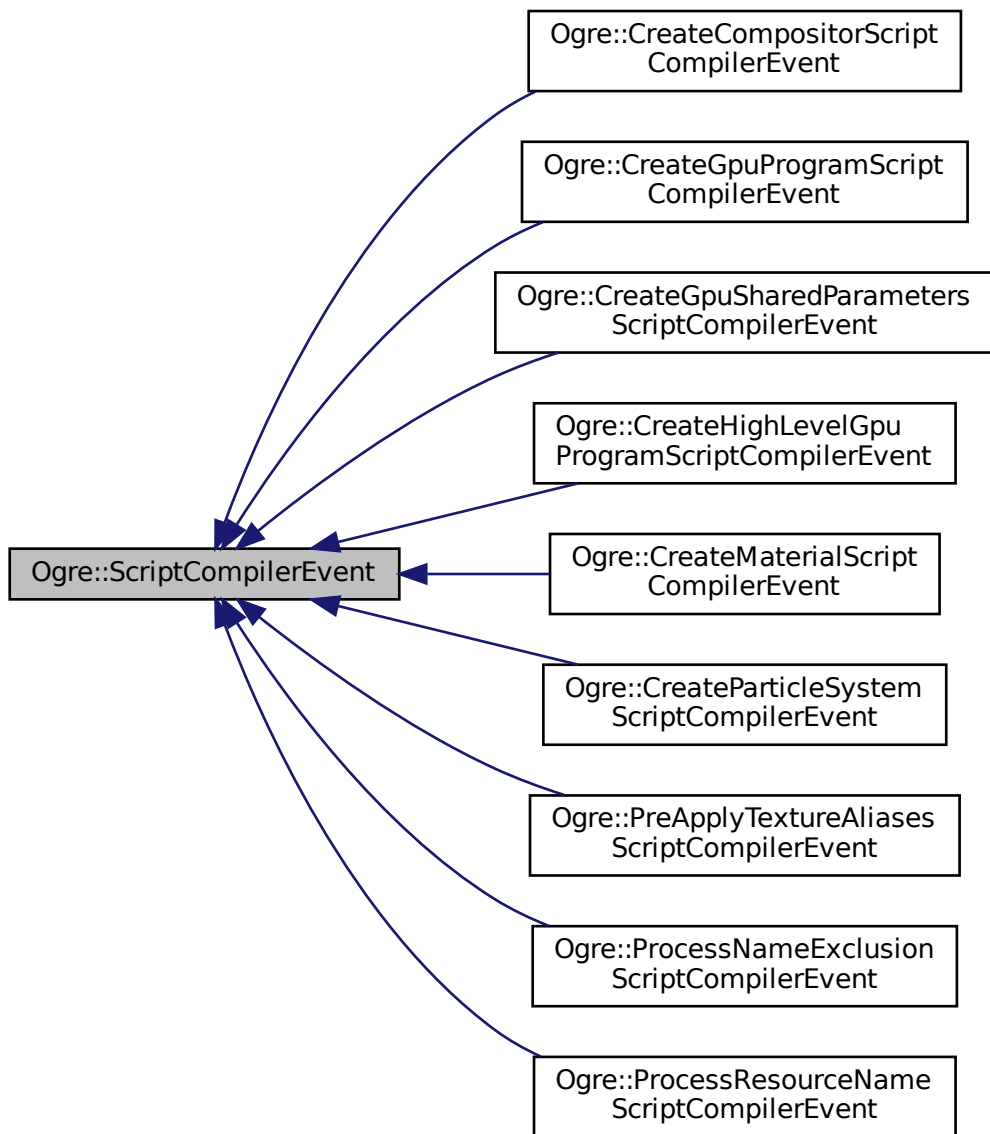 Ogre::CreateCompositorScript
CompilerEvent
Ogre::CreateGpuProgramScript
CompilerEvent
Ogre::CreateGpuSharedParameters
ScriptCompilerEvent
Ogre::CreateHighLevelGpu
ProgramScriptCompilerEvent
Ogre::ScriptCompilerEvent
Ogre::CreateMaterialScript
CompilerEvent
Ogre::CreateParticleSystem
ScriptCompilerEvent
Ogre::PreApplyTextureAliases
ScriptCompilerEvent
Ogre::ProcessNameExclusion
ScriptCompilerEvent
Ogre::ProcessResourceName
ScriptCompilerEvent